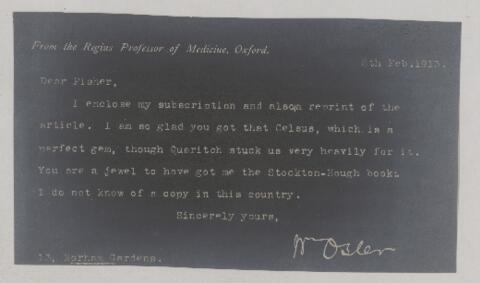 From the Regius Professor of Medicine, Oxford.
8th Feb.1913.
Dear Fisher,
I enclose my subscription and also a reprint of the
article. I am so glad you got that Celsus, which is a
perfect gem, though Quaritch stuck us very heavily for it.
You are a jewel to have got me the Stockton-Hough book:
I do not know of a copy in this country.
Sincerely yours,
Wm Osler
13, Norham Gardens.